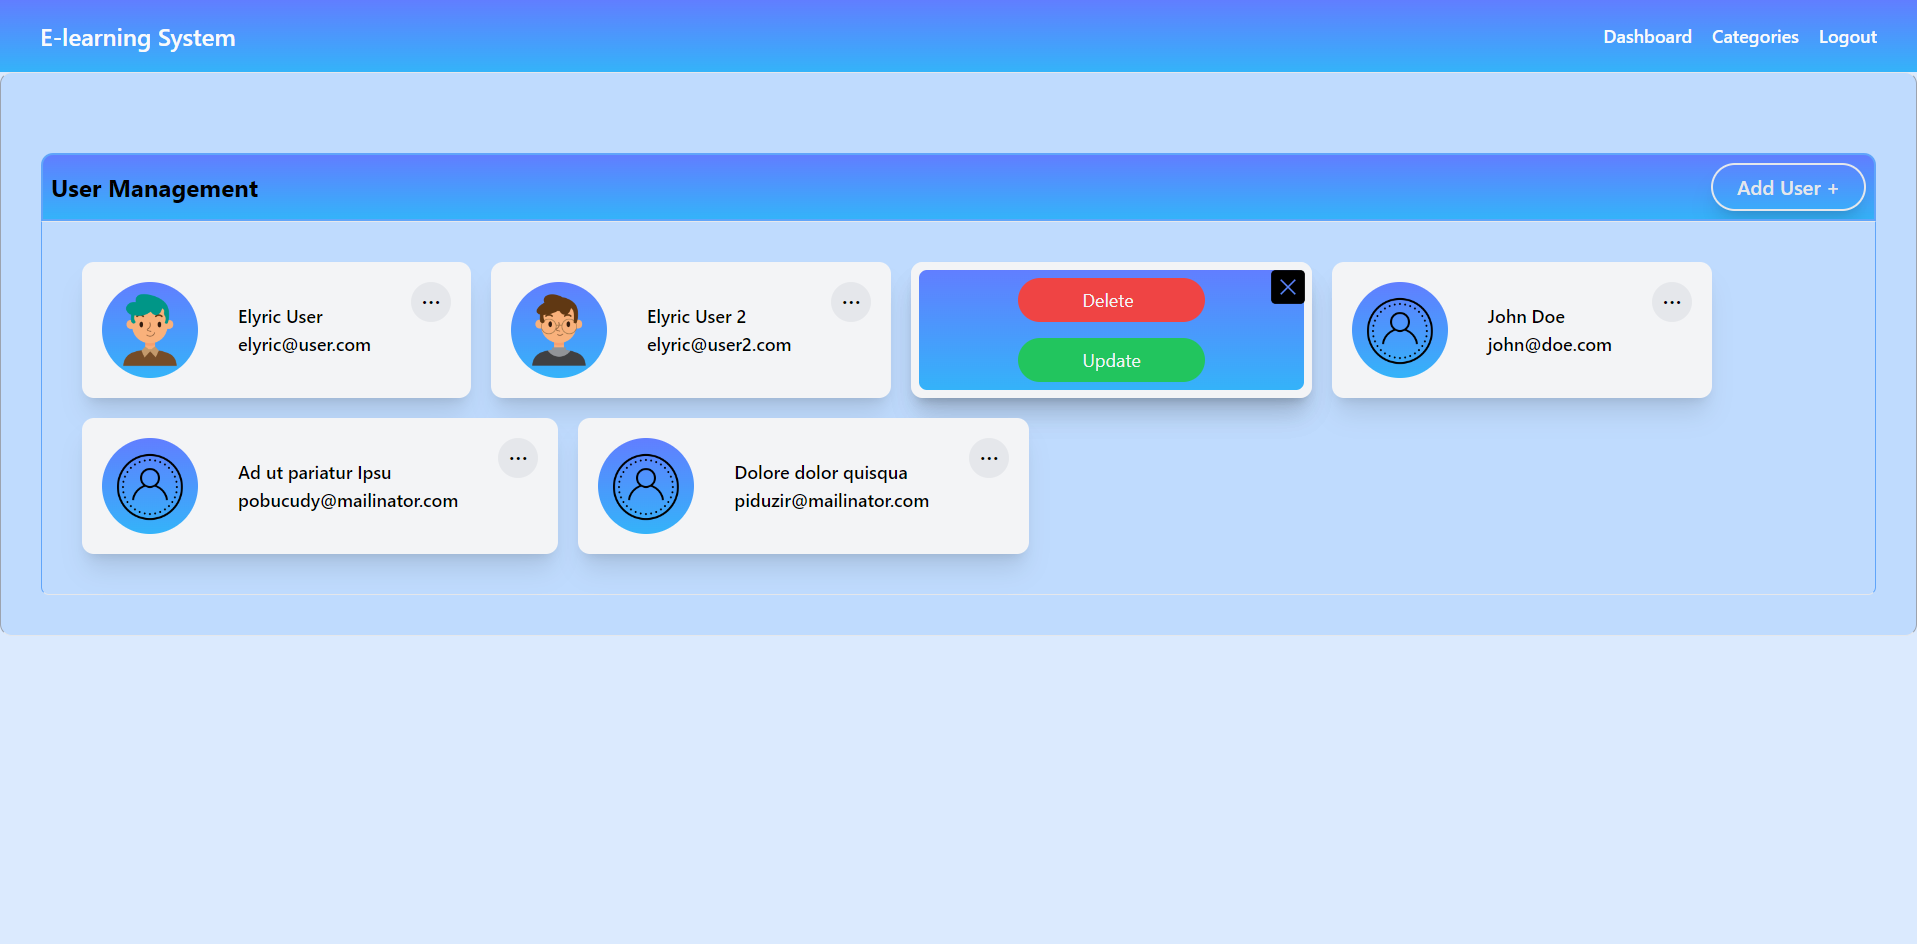 E-learning System
Dashboard Categories Logout
User Management
Add User +
Elyric User
elyric@user.com
...
Elyric User 2
elyric@user2.com
...
Delete
Update
John Doe
john@doe.com
...
Ad ut pariatur Ipsu
pobucudy@mailinator.com
...
Dolore dolor quisqua
piduzir@mailinator.com
...